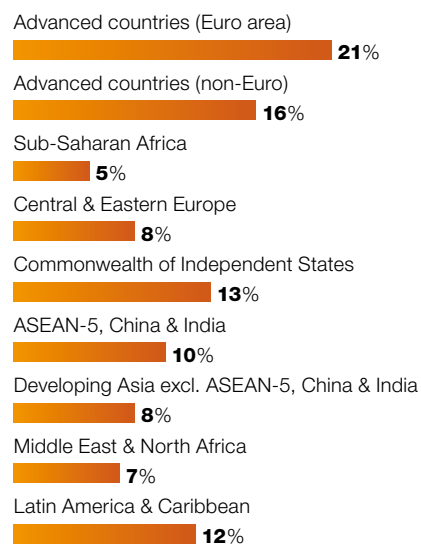 Advanced countries (Euro area)
21%
Advanced countries (non-Euro)
16%
Sub-Saharan Africa
5%
Central & Eastern Europe
8%
Commonwealth of Independent States
13%
ASEAN-5, China & India
10%
Developing Asia excl. ASEAN-5, China & India
8%
Middle East & North Africa
7%
Latin America & Caribbean
12%